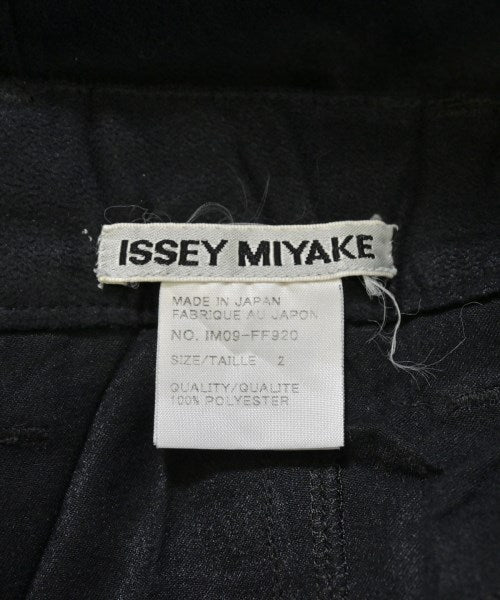 ISSEY MIYAKE
MADE IN JAPAN
FABRIQUE AU JAPON
NO. IM09-FF920
SIZE/TAILLE 2
QUALITY/QUALITE
100% POLYESTER